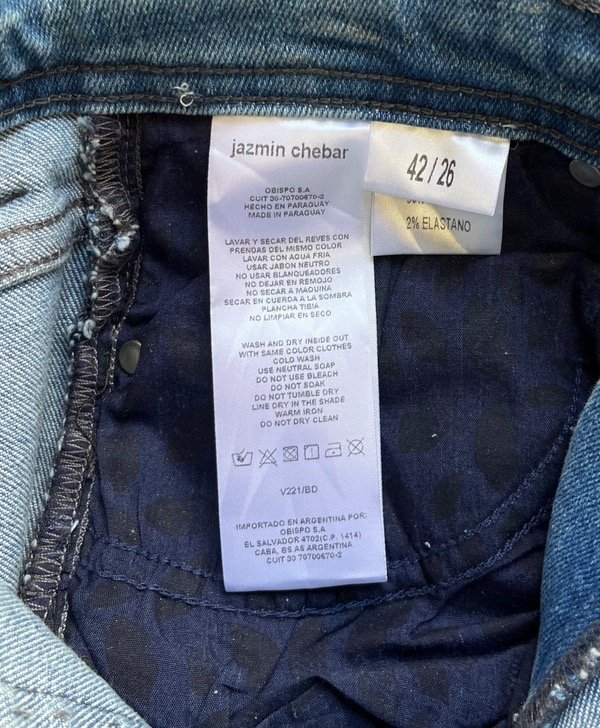 jazmin chebar
OBISPO S.A
CUIT 30-70700670-2
HECHO EN PARAGUAY
MADE IN PARAGUAY
LAVAR Y SECAR DEL REVES CON
PRENDAS DEL MISMO COLOR
LAVAR CON AGUA FRIA
USAR JABON NEUTRO
NO USAR BLANQUEADORES
NO DEJAR EN REMOJO
NO SECAR A MAQUINA
SECAR EN CUERDA A LA SOMBRA
PLANCHA TIBIA
NO LIMPIAR EN SECO
WASH AND DRY INSIDE OUT
WITH SAME COLOR CLOTHES
COLD WASH
USE NEUTRAL SOAP
DO NOT USE BLEACH
DO NOT SOAK
DO NOT TUMBLE DRY
LINE DRY IN THE SHADE
WARM IRON
DO NOT DRY CLEAN
V221/BD
IMPORTADO EN ARGENTINA POR:
OBISPO S.A
EL SALVADOR 4702(C.P. 1414)
CABA, BS AS ARGENTINA
CUIT 30 70700670-2
42 / 26
2% ELASTANO